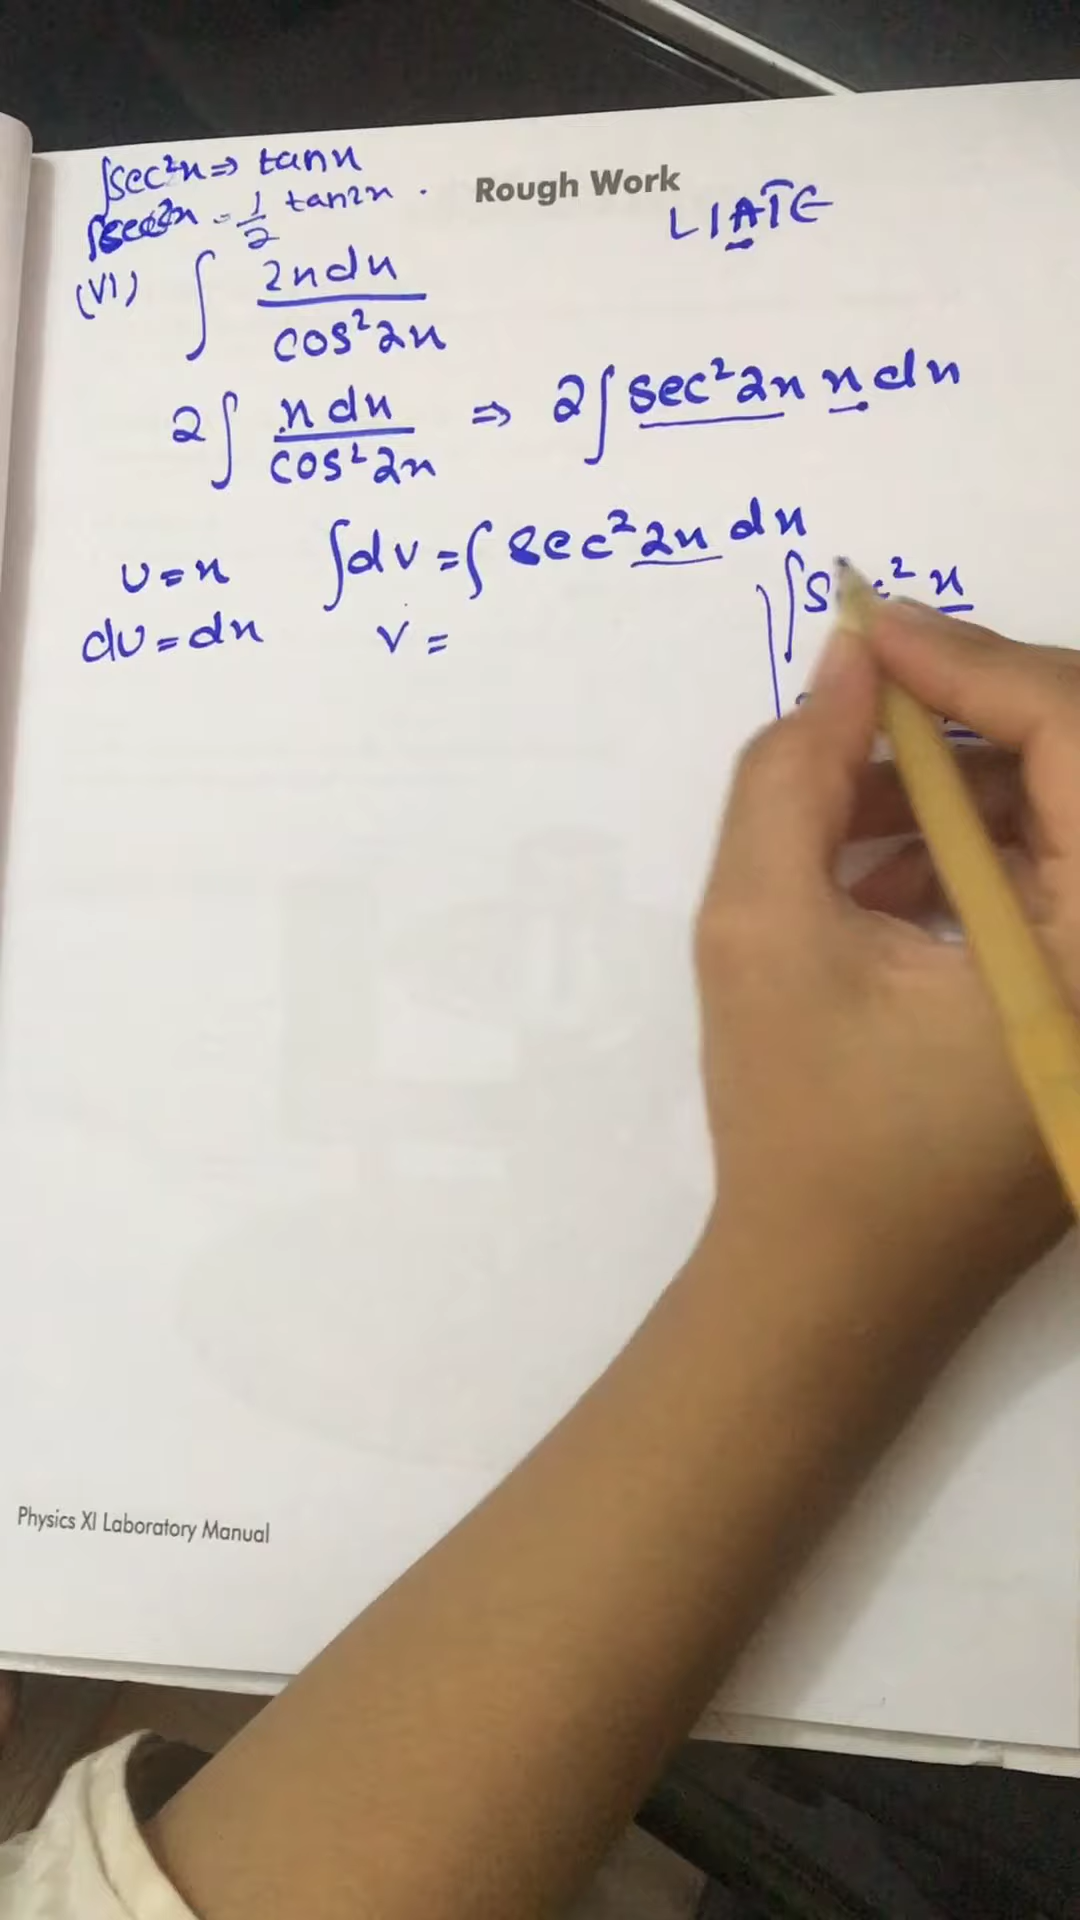 ∫sec²x ⇒ tanx
∫sec²2x = 1/2 tan2x .
Rough Work
LIATE
(VI) ∫ 2xdx / cos²2x
2∫ xdx / cos²2x ⇒ 2∫ sec²2x x dx
u = x ∫dv = ∫ sec²2x dx
du = dx v =
x
Physics XI Laboratory Manual